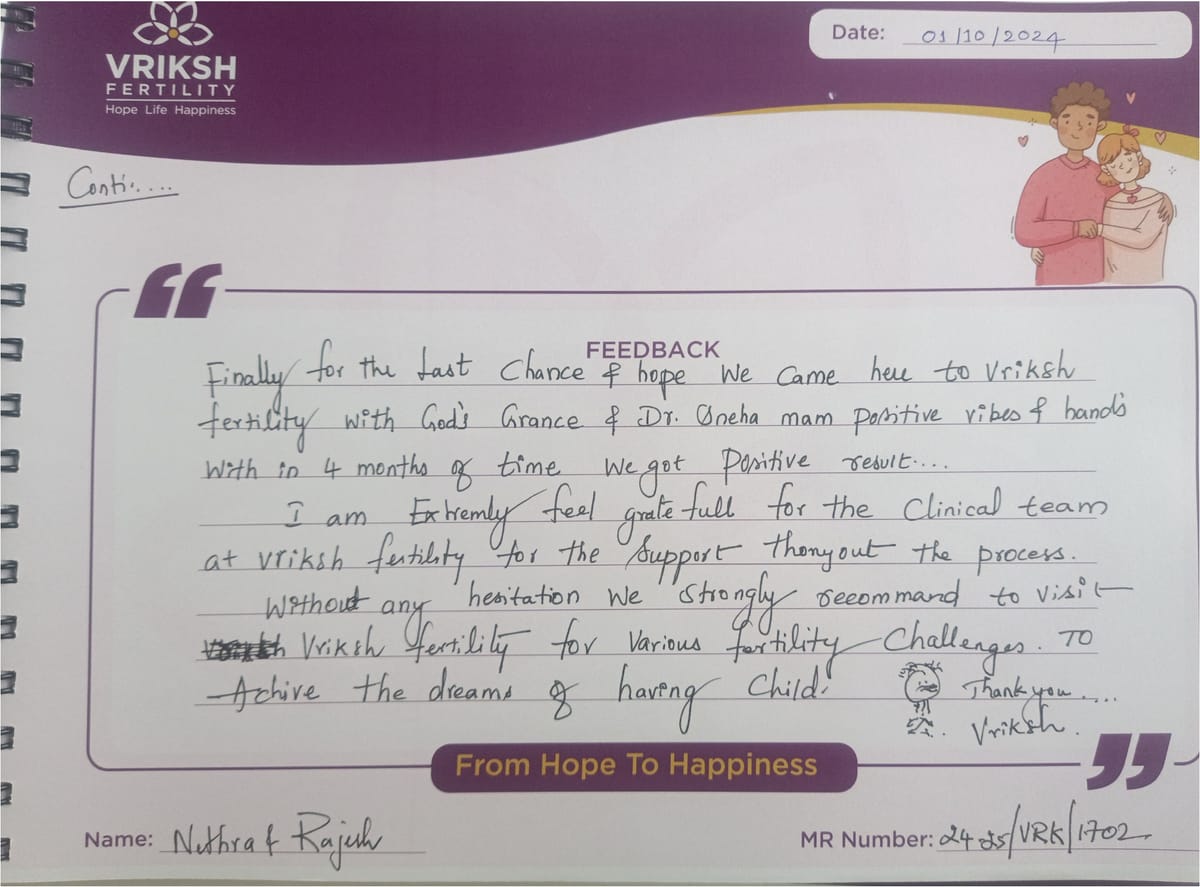 VRIKSH
FERTILITY
Hope Life Happiness
Date: 01/10/2024
Conti.....
FEEDBACK
Finally for the Last Chance & hope We Came here to Vriksh
fertility with God's Grance & Dr. Sneha mam Positive vibes & hand's
With in 4 months of time We got Positive result....
I am Extremly feel grate full for the Clinical team
at vriksh fertility for the Support thoryout the process.
Without any hesitation We Strongly recommand to visit
Vriksh fertility for Various fertility Challenges. TO
Achive the dreams of having Child.
Thank you....
Vriksh.
From Hope To Happiness
Name: Nethra & Rajesh
MR Number: 24 25/VRK/1702